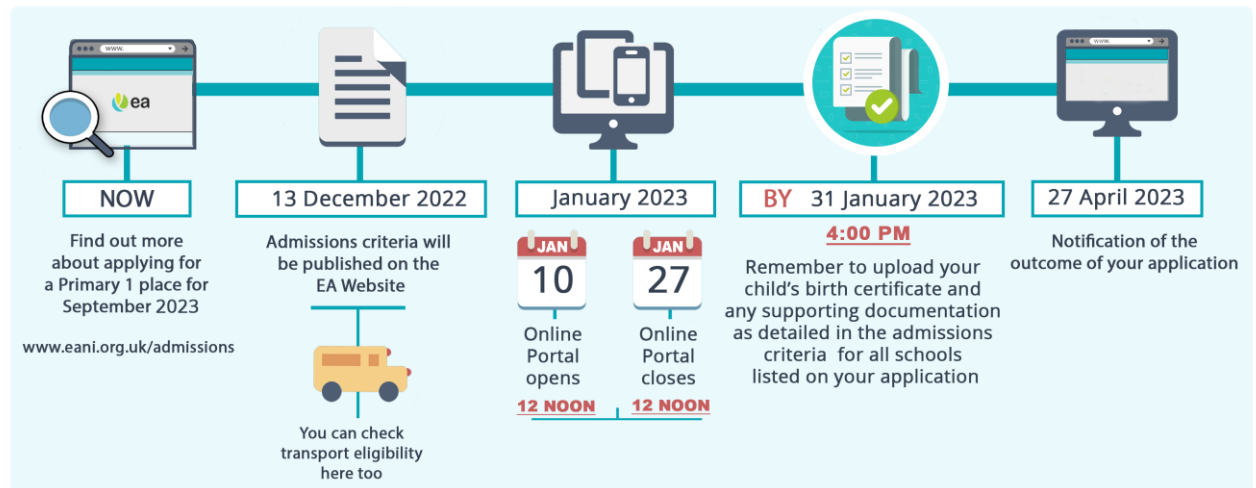 www.
ea
NOW
Find out more
about applying for
a Primary 1 place for
September 2023
www.eani.org.uk/admissions
13 December 2022
Admissions criteria will
be published on the
EA Website
You can check
transport eligibility
here too
January 2023
JAN
10
Online
Portal
opens
12 NOON
JAN
27
Online
Portal
closes
12 NOON
BY 31 January 2023
4:00 PM
Remember to upload your
child's birth certificate and
any supporting documentation
as detailed in the admissions
criteria for all schools
listed on your application
www.
27 April 2023
Notification of the
outcome of your application